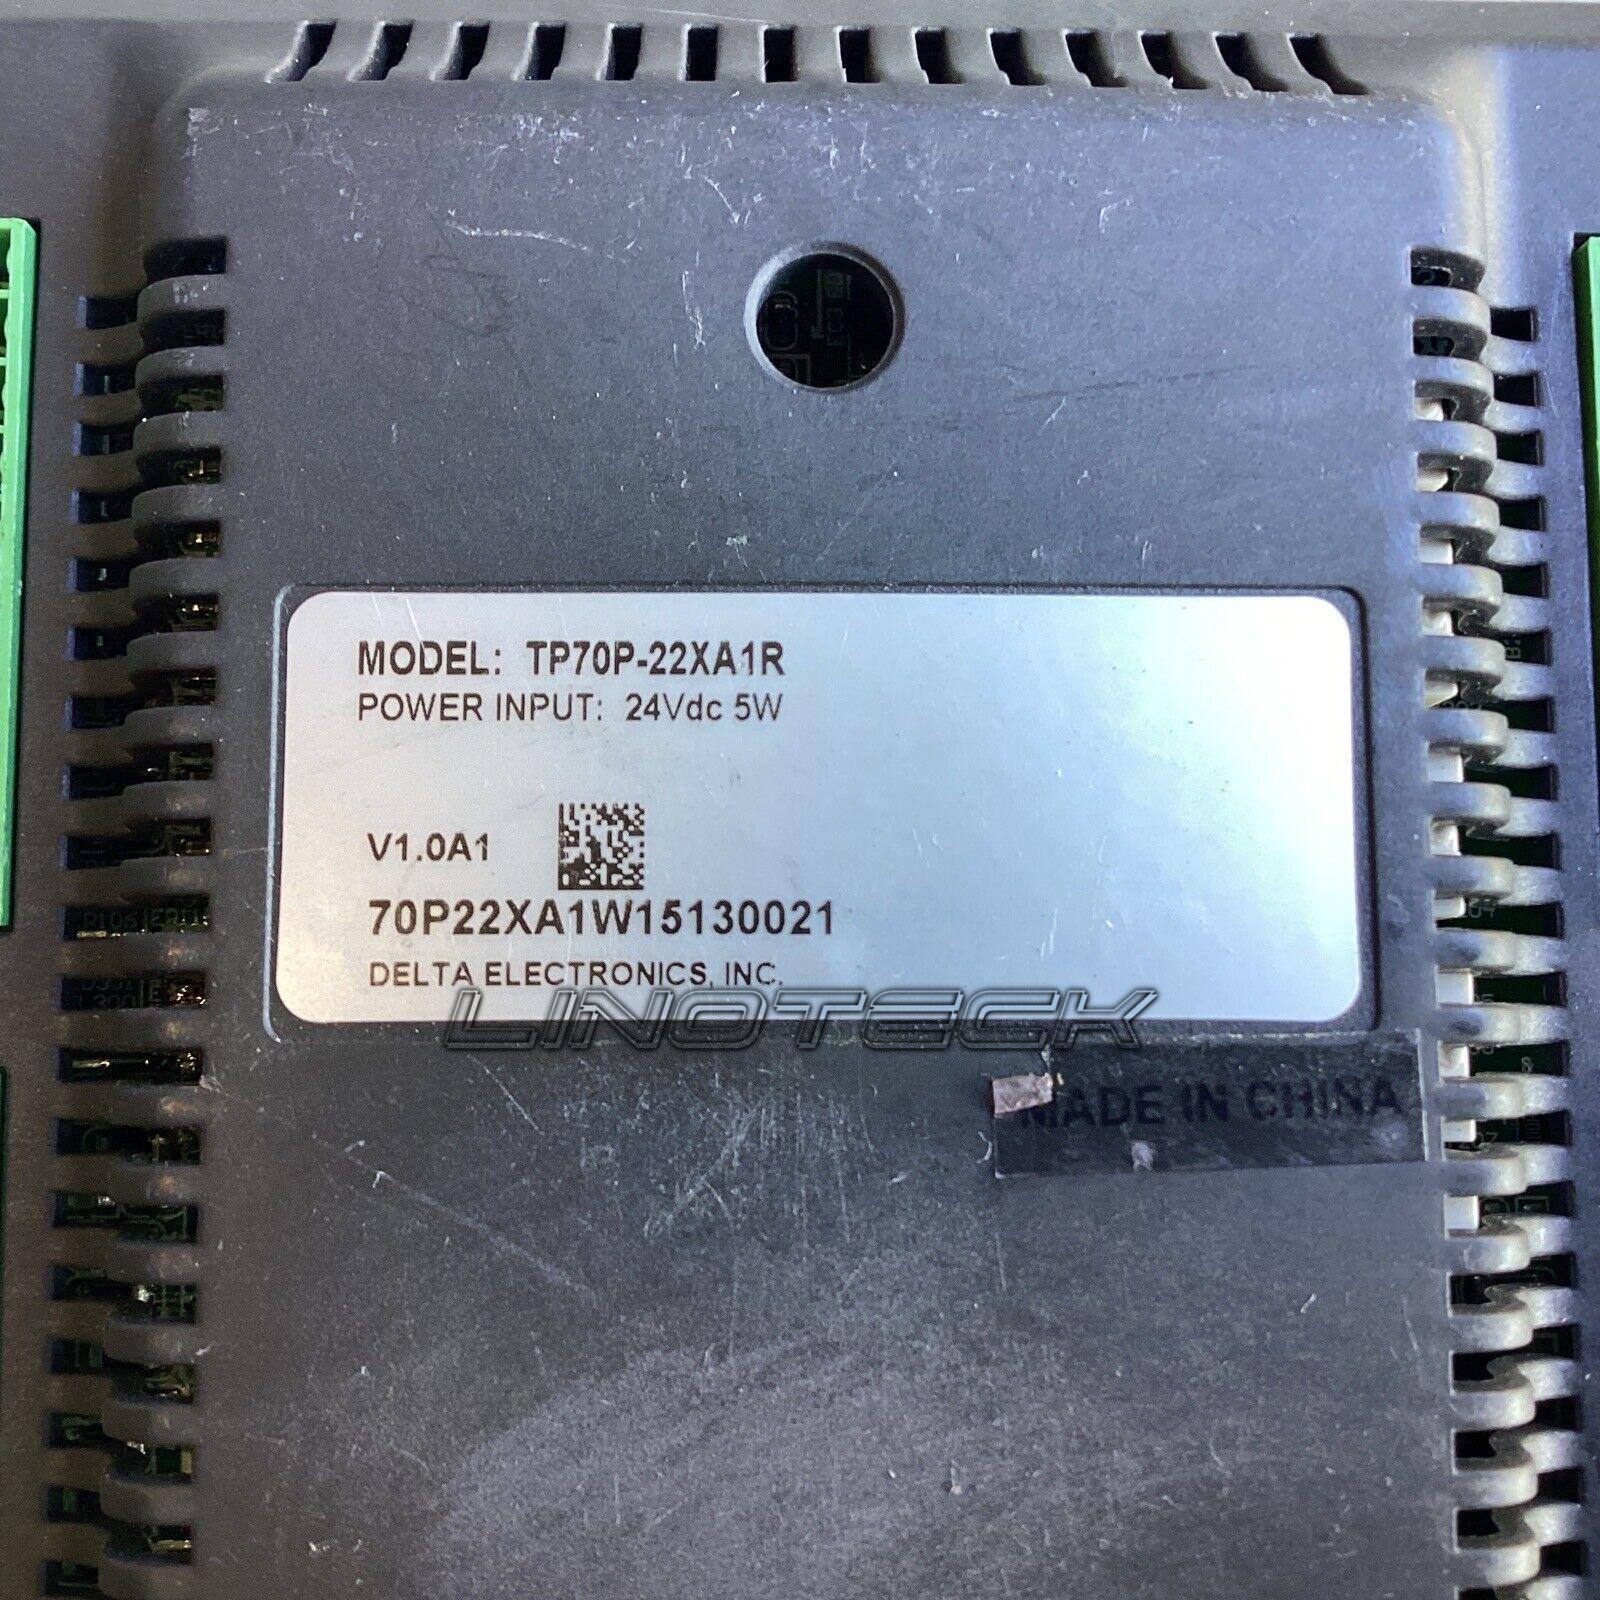 MODEL: TP70P-22XA1R
POWER INPUT: 24Vdc 5W
V1.0A1
70P22XA1W15130021
DELTA ELECTRONICS, INC.
LINOTECK
MADE IN CHINA